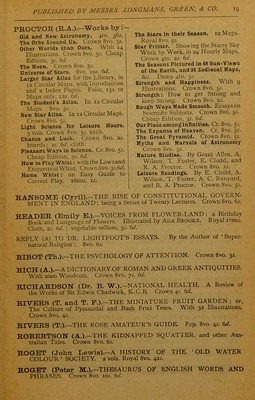 PUBLISHED BY MESSRS. LONGMANS, GREEN, & CO. 19
PROCTOR (R.A.).—Works by :—
Old and New Astronomy. 4to. 36s.
The Orbs Around Us. Crown 8vo. 5s.
Other Worlds than Ours. With 14
Illustrations. Crown 8vo. 5s. Cheap
Edition, 3s. 6d.
The Moon. Crown 8vo. 5s.
Universe of Stars. 8vo. 10s. 6d.
Larger Star Atlas for the Library, in
12 Circular Maps, with Introduction
and 2 Index Pages. Folio, 15s. or
Maps only, 12s. 6d.
The Student's Atlas. In 12 Circular
Maps. 8vo. 5s.
New Star Atlas. In 12 Circular Maps.
Crown 8vo. 5s.
Light Science for Leisure Hours.
3 vols. Crown 8vo. 5s. each.
Chance and Luck. Crown 8vo. 2s.
boards; 2s. 6d. cloth.
Pleasant Ways in Science. Cr. 8vo. 5s.
Cheap Edition, 3s. 6d.
How to Play Whist: with the Laws and
Etiquette of Whist. Crown 8vo. 3s. 6d.
Home Whist: an Easy Guide to
Correct Play. 16mo. 1s.
The Stars in their Season. 12 Maps.
Royal 8vo. 5s.
Star Primer. Showing the Starry Sky
Week by Week, in 24 Hourly Maps.
Crown 4to. 2s. 6d.
The Seasons Pictured in 48 Sun-Views
of the Earth, and 24 Zodiacal Maps,
&c. Demy 4to. 5s.
Strength and Happiness. With 9
Illustrations. Crown 8vo. 5s.
Strength: How to get Strong and
keep Strong. Crown 8vo. 2s.
Rough Ways Made Smooth. Essays on
Scientific Subjects. Crown 8vo. 5s.
Cheap Edition, 3s. 6d.
Our Place among Infinities. Cr. 8vo. 5s.
The Expanse of Heaven. Cr. 8vo. 5s.
The Great Pyramid. Crown 8vo. 5s.
Myths and Marvels of Astronomy
Crown 8vo. 5s.
Nature Studies. By Grant Allen, A.
Wilson, T. Foster, E. Clodd, and
R. A. Proctor. Crown 8vo. 5s.
Leisure Readings. By E. Clodd, A.
Wilson, T. Foster, A. C. Ranyard,
and R. A. Proctor. Crown 8vo. 5s.
RANSOME (Cyril).—THE RISE OF CONSTITUTIONAL GOVERN-
MENT IN ENGLAND: being a Series of Twenty Lectures. Crown 8vo. 6s.
READER (Emily E.).—VOICES FROM FLOWER-LAND: a Birthday
Book and Language of Flowers. Illustrated by ADA BROOKE. Royal 16mo.
Cloth, 2s. 6d.; vegetable vellum, 3s. 6d.
REPLY (A) TO DR. LIGHTFOOT'S ESSAYS. By the Author of 'Super-
natural Religion'. 8vo. 6s.
RIBOT (Th.).—THE PSYCHOLOGY OF ATTENTION. Crown 8vo. 3s.
RICH (A.).—A DICTIONARY OF ROMAN AND GREEK ANTIQUITIES.
With 2000 Woodcuts. Crown 8vo. 7s. 6d.
RICHARDSON (Dr. B. W.).—NATIONAL HEALTH. A Review of
the Works of Sir Edwin Chadwick, K.C.B. Crown 4s. 6d.
RIVERS (T. and T. F.).—THE MINIATURE FRUIT GARDEN; or,
The Culture of Pyramidal and Bush Fruit Trees. With 32 Illustrations.
Crown 8vo. 4s.
RIVERS (T.).—THE ROSE AMATEUR'S GUIDE. Fcp. 8vo. 4s. 6d.
ROBERTSON (A.).—THE KIDNAPPED SQUATTER, and other Aus-
tralian Tales. Crown 8vo. 6s.
ROGET (John Lewis).—A HISTORY OF THE 'OLD WATER
COLOUR' SOCIETY. 2 vols. Royal 8vo. 42s.
ROGET (Peter M.).—THESAURUS OF ENGLISH WORDS AND
PHRASES. Crown 8vo. 10s. 6d.